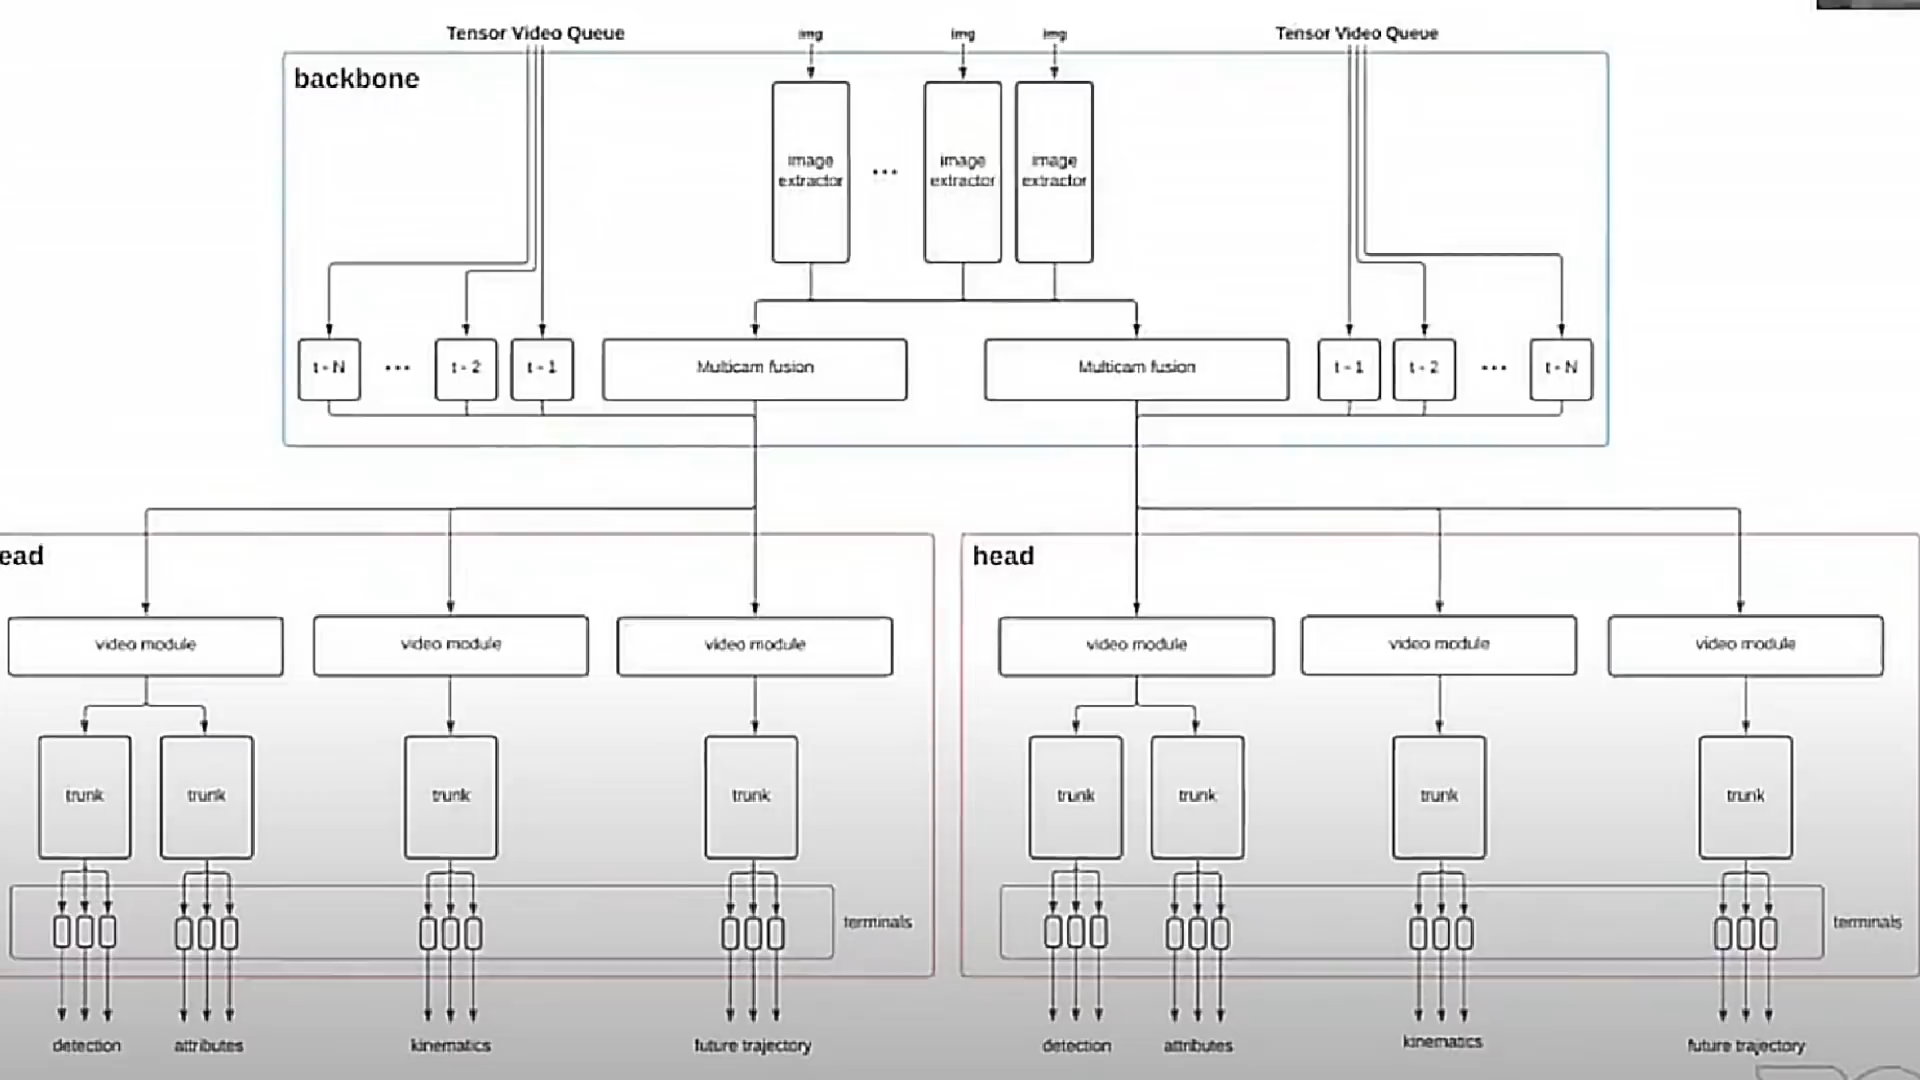 Tensor Video Queue
img
img
img
Tensor Video Queue
backbone
image
extractor
...
image
extractor
image
extractor
t - N
...
t - 2
t - 1
Multicam fusion
Multicam fusion
t - 1
t - 2
...
t - N
ead
head
video module
video module
video module
video module
video module
video module
trunk
trunk
trunk
trunk
trunk
trunk
trunk
trunk
terminals
terminals
detection
attributes
kinematics
future trajectory
detection
attributes
kinematics
future trajectory